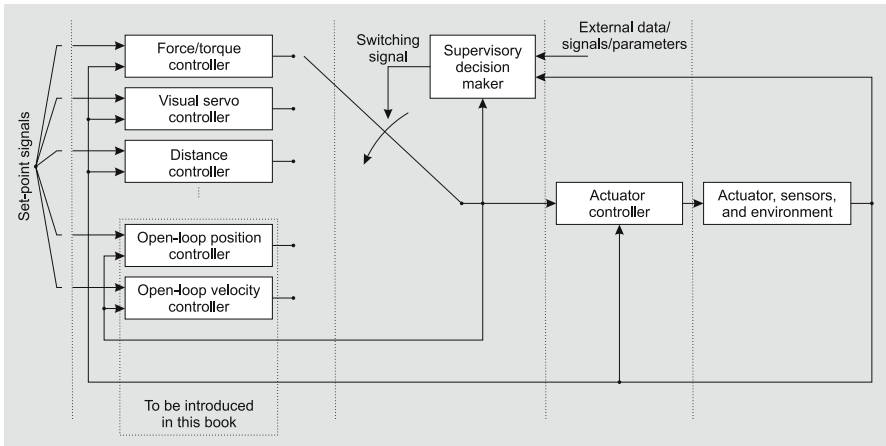 Set-point signals
Force/torque
controller
Visual servo
controller
Distance
controller
Open-loop position
controller
Open-loop velocity
controller
To be introduced
in this book
Switching
signal
Supervisory
decision
maker
External data/
signals/parameters
Actuator
controller
Actuator, sensors,
and environment